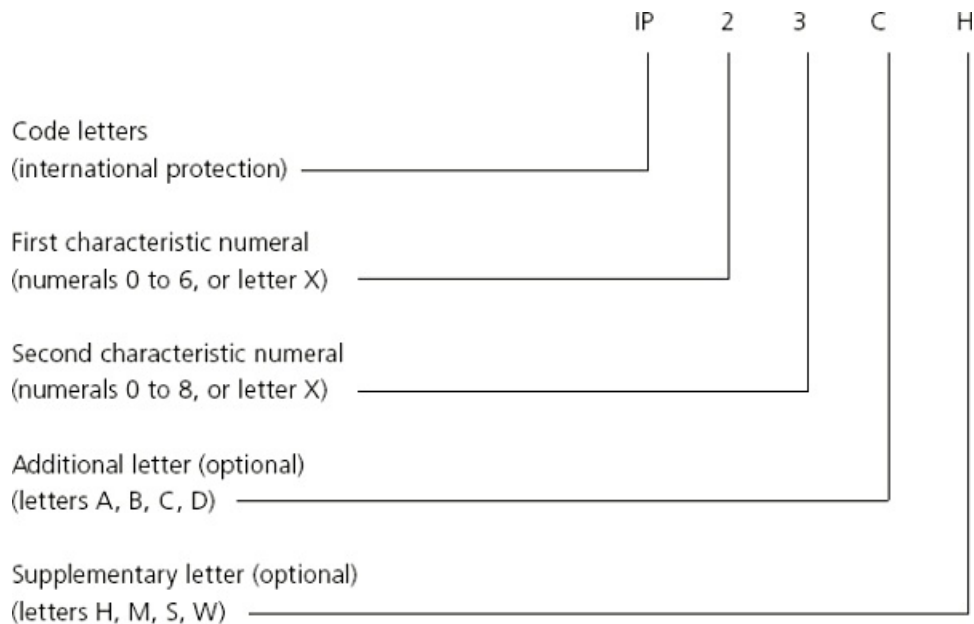 IP 2 3 C H
Code letters
(international protection)
First characteristic numeral
(numerals 0 to 6, or letter X)
Second characteristic numeral
(numerals 0 to 8, or letter X)
Additional letter (optional)
(letters A, B, C, D)
Supplementary letter (optional)
(letters H, M, S, W)